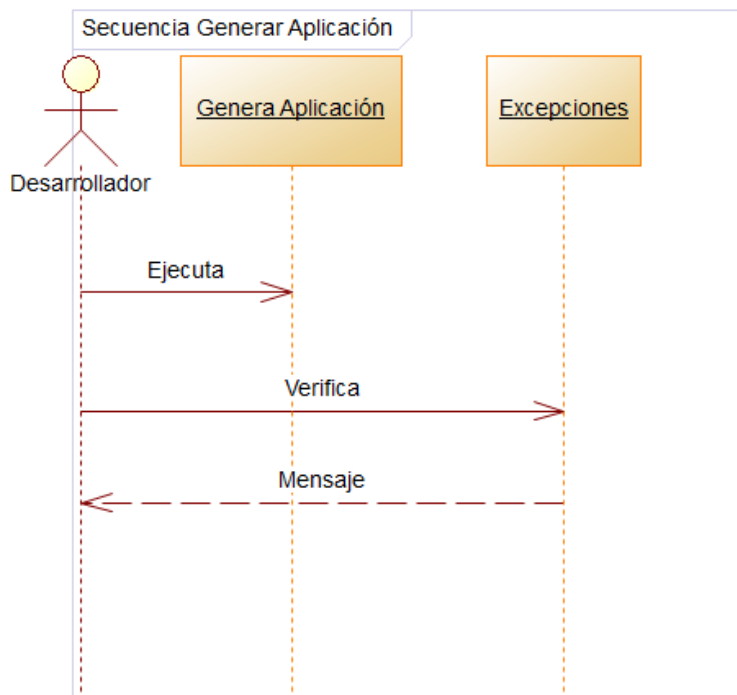 Secuencia Generar Aplicación
Genera Aplicación
Excepciones
Desarrollador
Ejecuta
Verifica
Mensaje